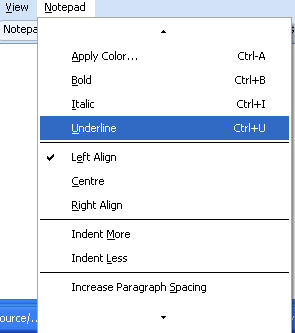 View Notepad
Notepa
Apply Color... Ctrl-A
Bold Ctrl+B
Italic Ctrl+I
Underline Ctrl+U
Left Align
Centre
Right Align
Indent More
Indent Less
Increase Paragraph Spacing
ource/...